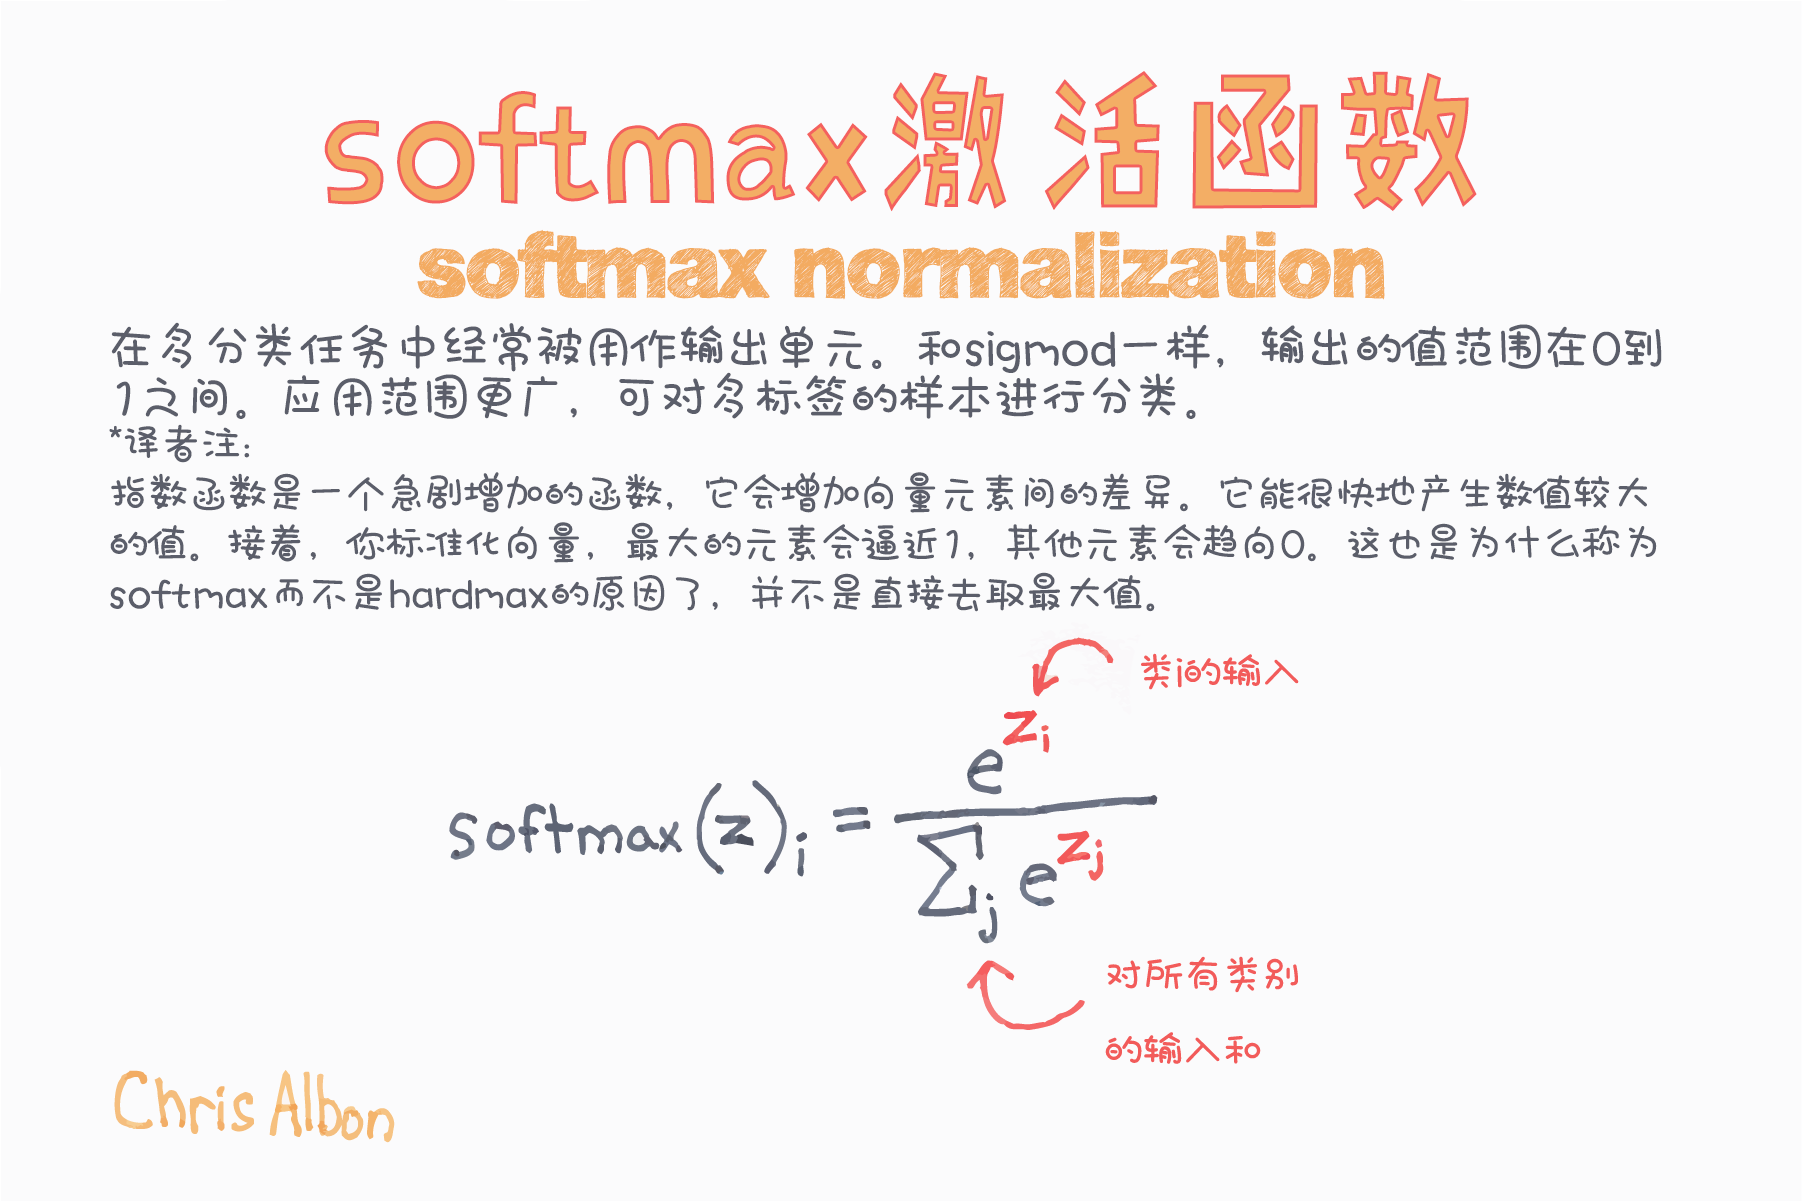 softmax激活函数
softmax normalization
在多分类任务中经常被用作输出单元。和sigmod一样，输出的值范围在0到
1之间。应用范围更广，可对多标签的样本进行分类。
*译者注:
指数函数是一个急剧增加的函数，它会增加向量元素间的差异。它能很快地产生数值较大
的值。接着，你标准化向量，最大的元素会逼近1，其他元素会趋向0。这也是为什么称为
softmax而不是hardmax的原因了，并不是直接去取最大值。
类i的输入
softmax(z)_i = e^{z_i} / ∑_j e^{z_j}
对所有类别
的输入和
Chris Albon